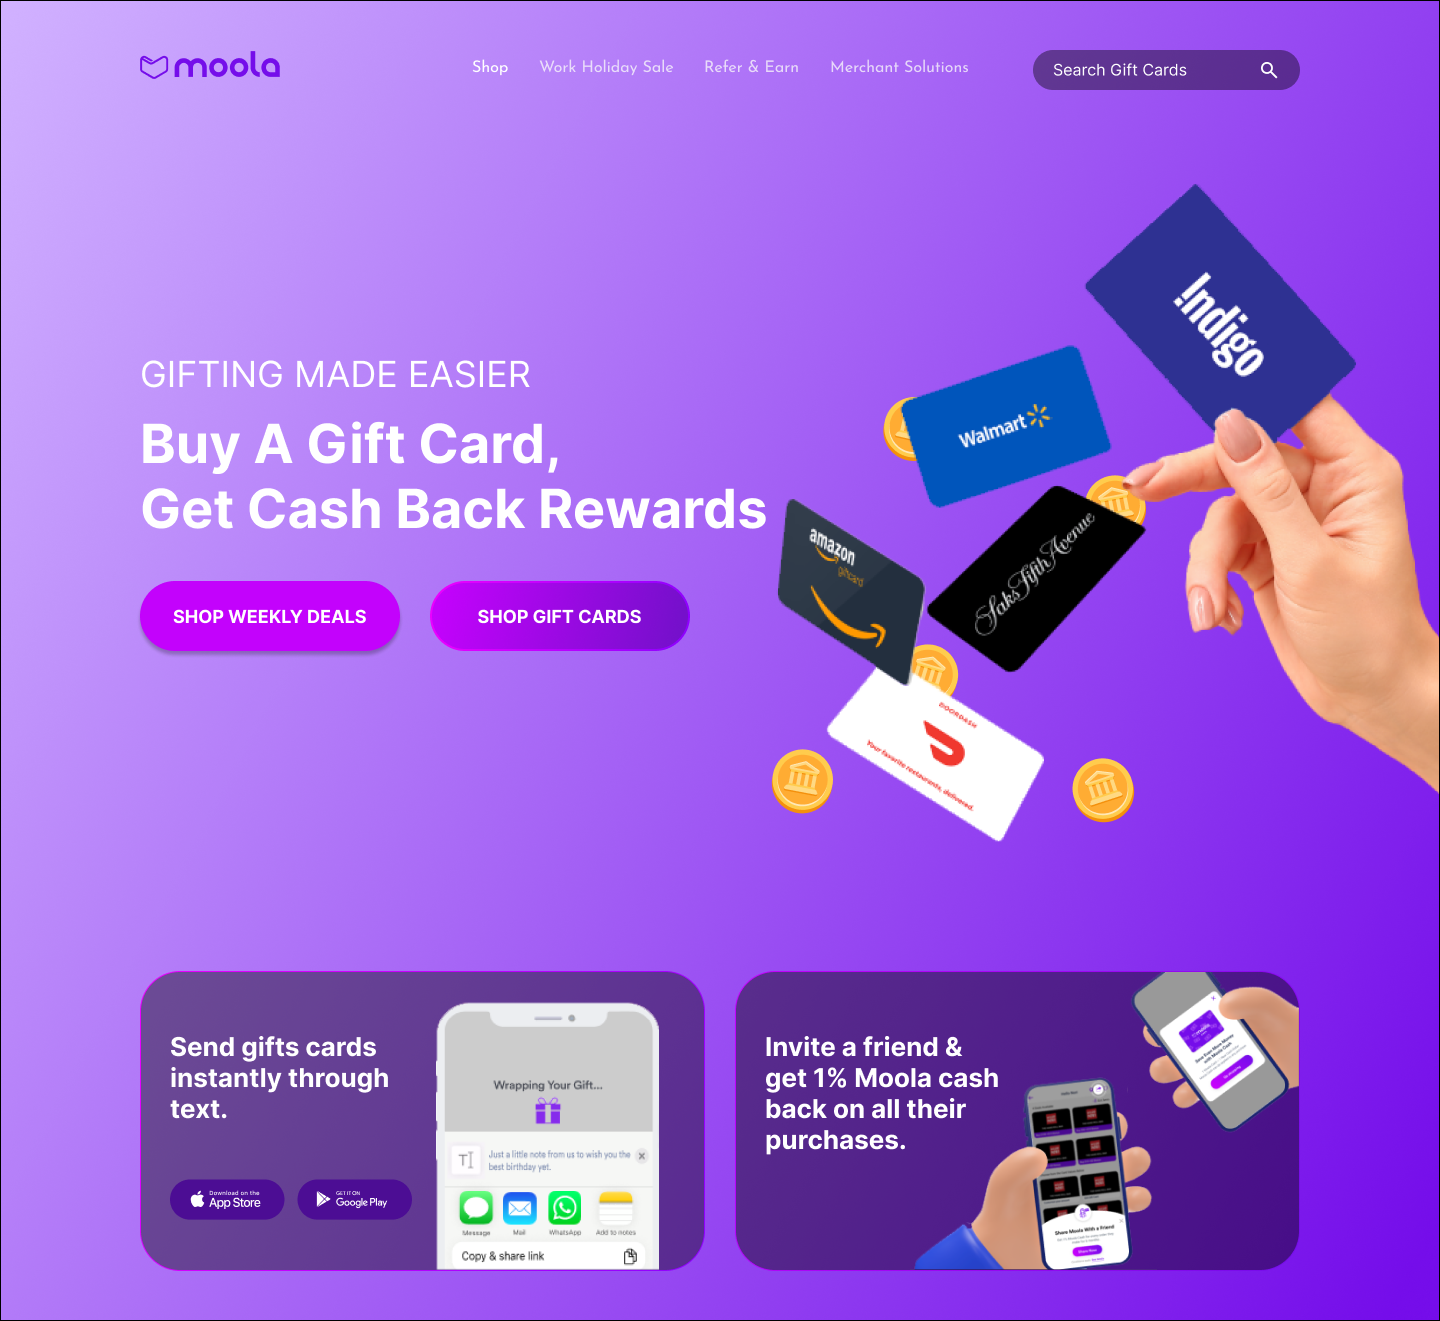 moola
Shop
Work Holiday Sale
Refer & Earn
Merchant Solutions
Search Gift Cards
GIFTING MADE EASIER
Buy A Gift Card,
Get Cash Back Rewards
SHOP WEEKLY DEALS
SHOP GIFT CARDS
Indigo
Walmart
Saks Fifth Avenue
amazon
giftcard
DOORDASH
Your favorite restaurants, delivered.
Send gifts cards
instantly through
text.
Download on the
App Store
GET IT ON
Google Play
Wrapping Your Gift...
Just a little note from us to wish you the
best birthday yet.
Message
Mail
WhatsApp
Add to notes
Copy & share link
Invite a friend &
get 1% Moola cash
back on all their
purchases.
Share Moola With a Friend
Share Now